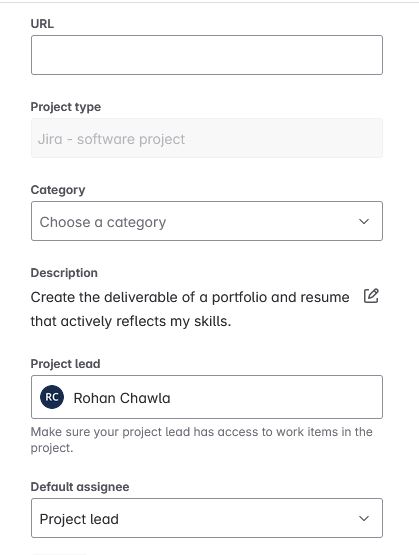 URL
Project type
Jira - software project
Category
Choose a category
Description
Create the deliverable of a portfolio and resume
that actively reflects my skills.
Project lead
RC Rohan Chawla
Make sure your project lead has access to work items in the
project.
Default assignee
Project lead